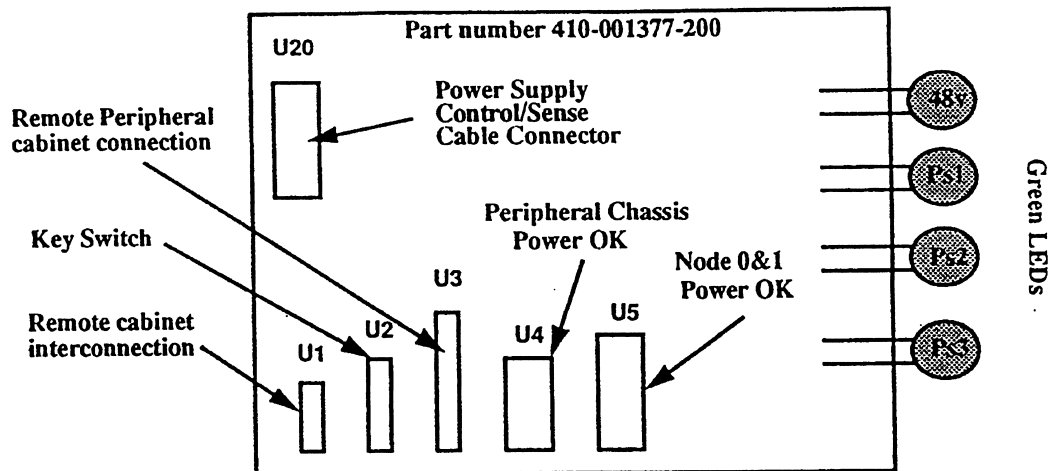 Part number 410-001377-200
U20
Power Supply
Control/Sense
Cable Connector
Remote Peripheral
cabinet connection
Key Switch
Remote cabinet
interconnection
U1
U2
U3
Peripheral Chassis
Power OK
U4
Node 0&1
Power OK
U5
48v
Ps1
Ps2
Ps3
Green LEDs